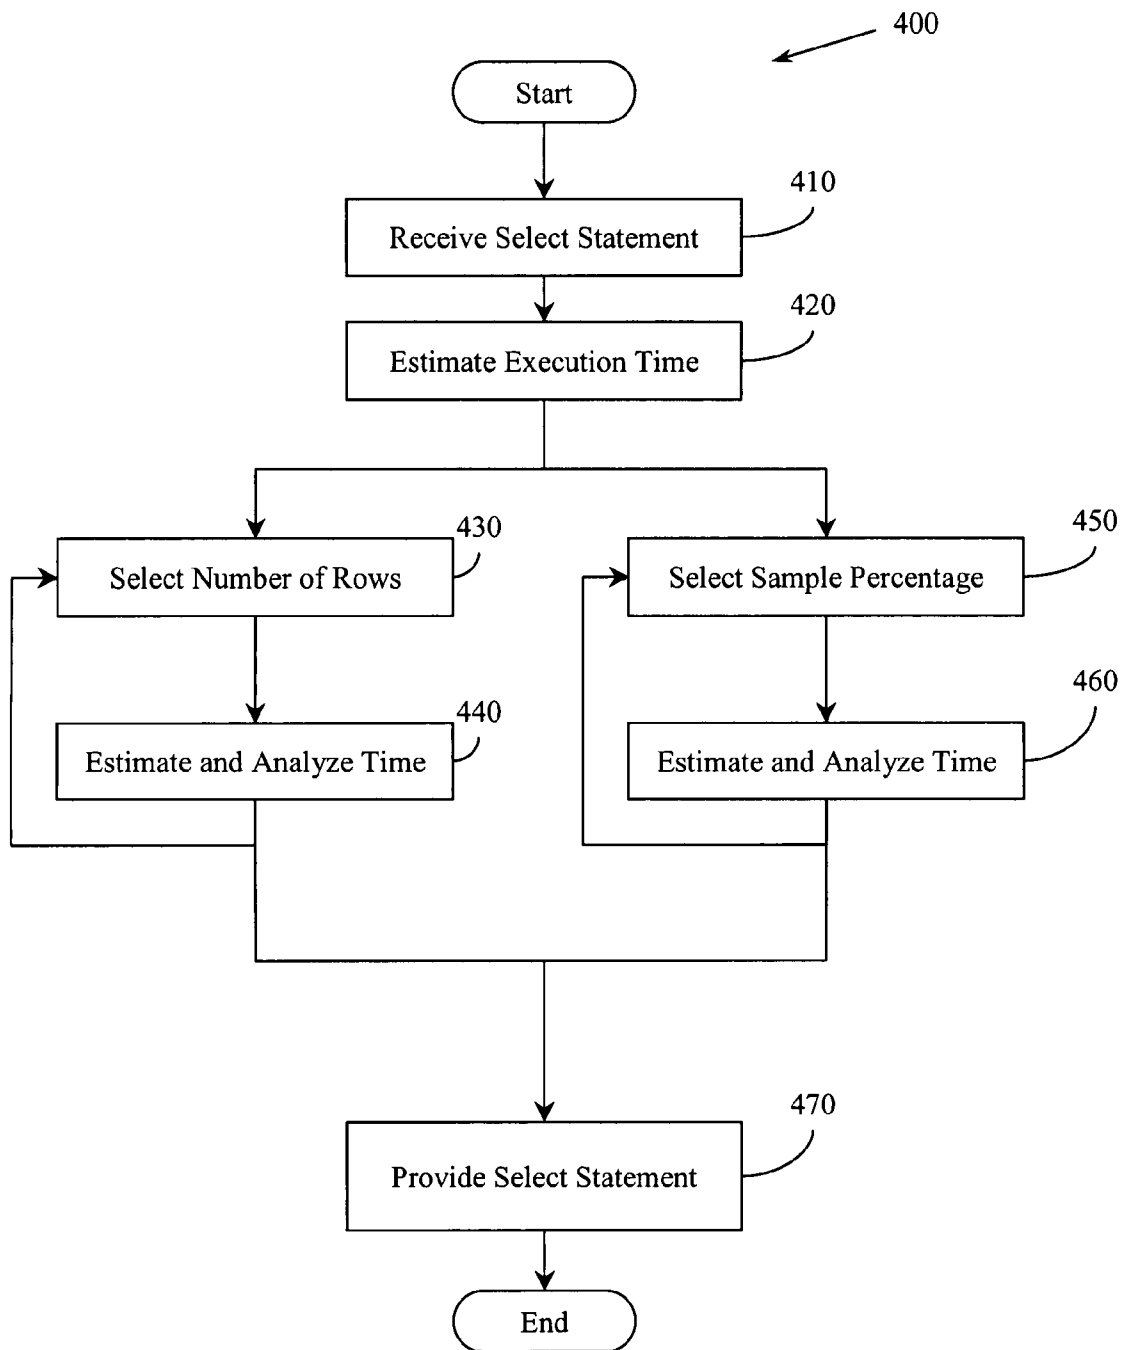 400
Start
410
Receive Select Statement
420
Estimate Execution Time
430
Select Number of Rows
450
Select Sample Percentage
440
Estimate and Analyze Time
460
Estimate and Analyze Time
470
Provide Select Statement
End